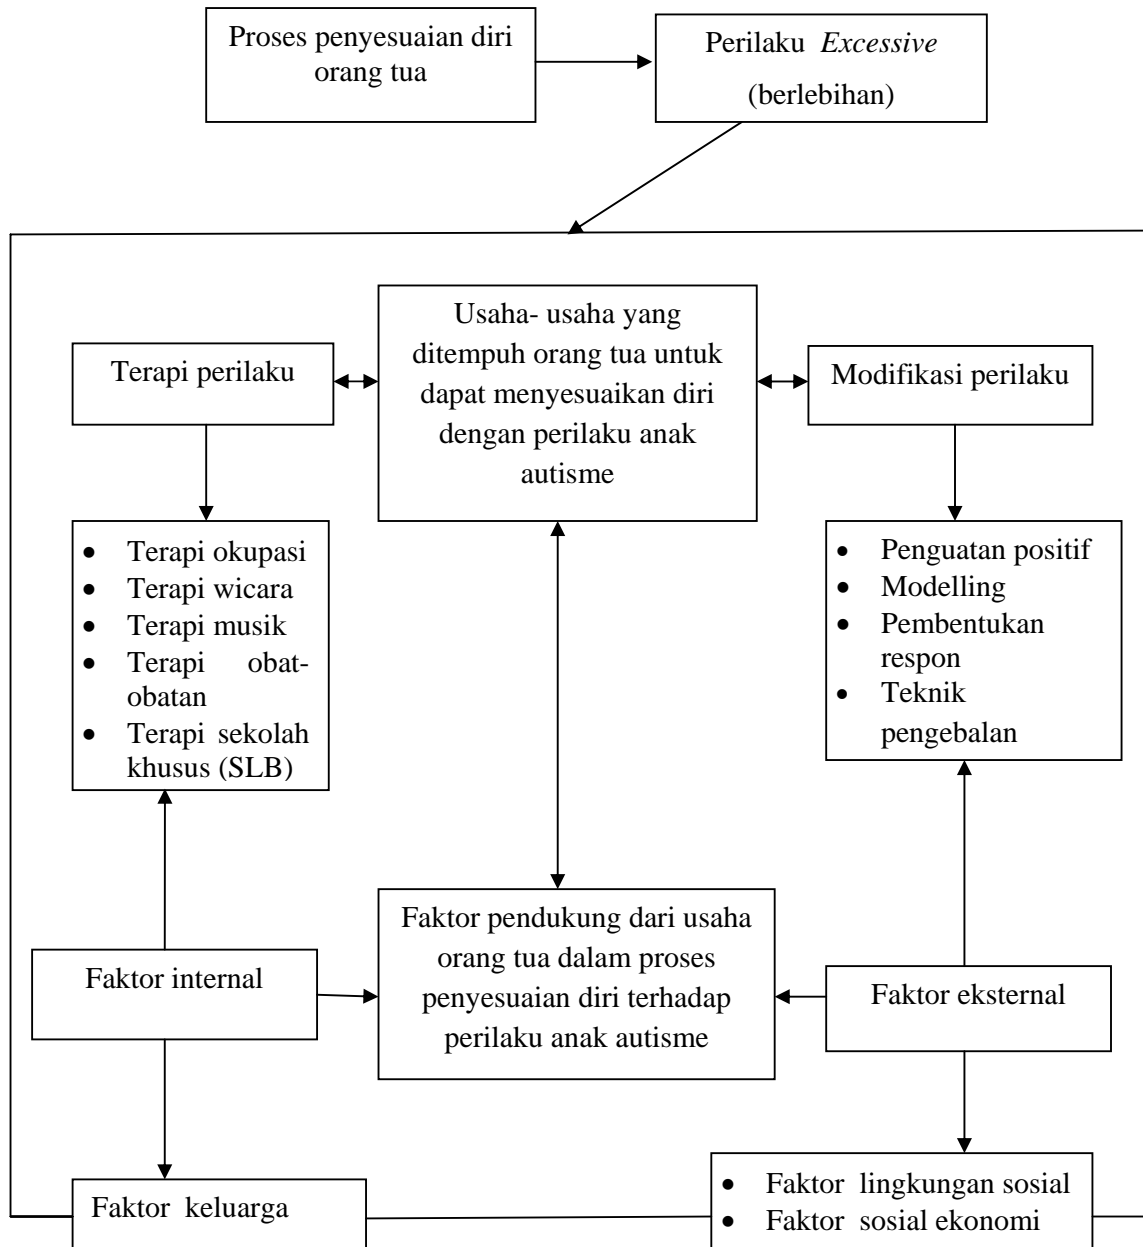 Proses penyesuaian diri
orang tua
Perilaku Excessive
(berlebihan)
Usaha- usaha yang
ditempuh orang tua untuk
dapat menyesuaikan diri
dengan perilaku anak
autisme
Terapi perilaku
Modifikasi perilaku
• Terapi okupasi
• Terapi wicara
• Terapi musik
• Terapi obat-
obatan
• Terapi sekolah
khusus (SLB)
• Penguatan positif
• Modelling
• Pembentukan
respon
• Teknik
pengebalan
Faktor pendukung dari usaha
orang tua dalam proses
penyesuaian diri terhadap
perilaku anak autisme
Faktor internal
Faktor eksternal
Faktor keluarga
• Faktor lingkungan sosial
• Faktor sosial ekonomi